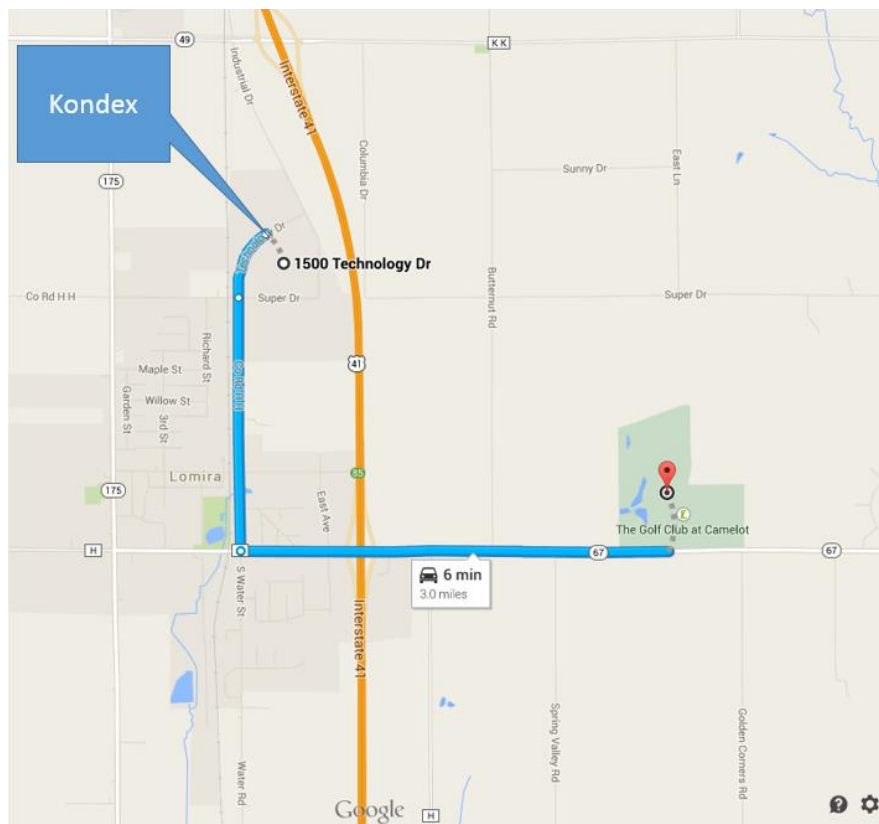 49
K K
Industrial Dr
Interstate 41
Kondex
Columbia Dr
East Ln
Sunny Dr
175
Technology Dr
1500 Technology Dr
Butternut Rd
Co Rd H H
Super Dr
Super Dr
Richard St
41
Maple St
Co Rd H H
Willow St
Garden St
3rd St
Lomira
85
175
East Ave
The Golf Club at Camelot
H
67
67
6 min
3.0 miles
S Water St
Interstate 41
Spring Valley Rd
Golden Corners Rd
Water Rd
Google
H